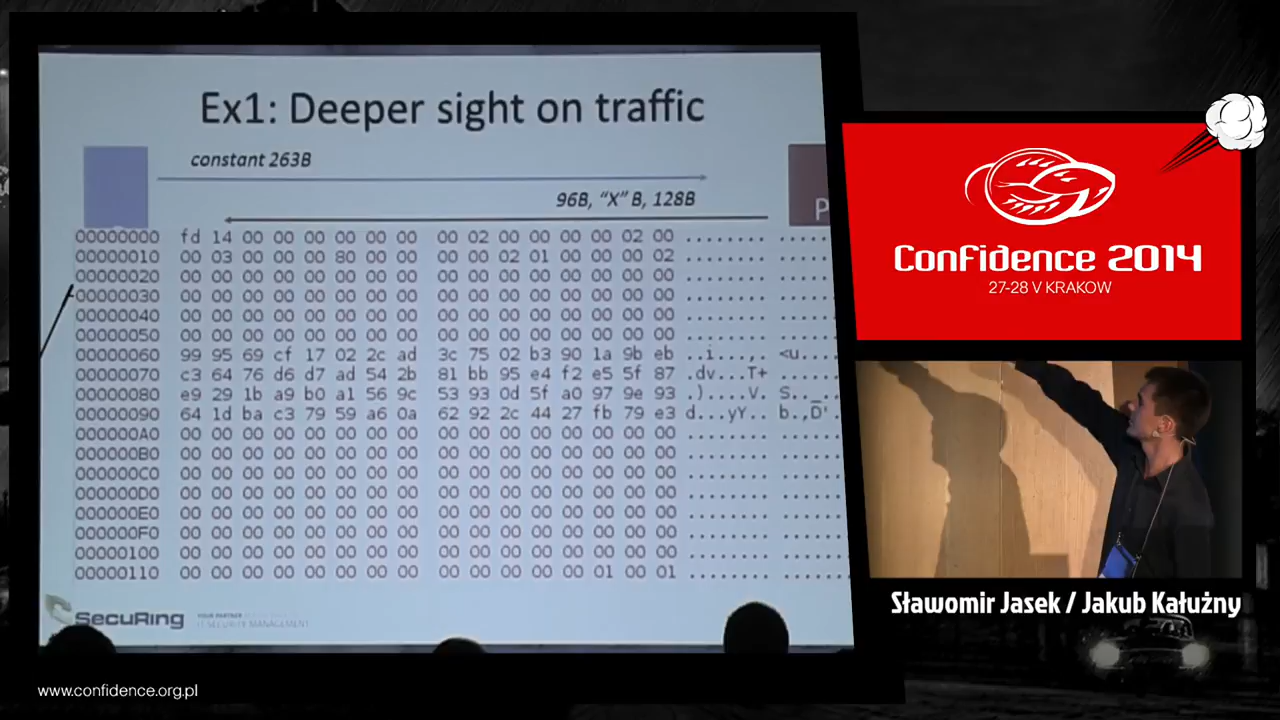 Ex1: Deeper sight on traffic
constant 263B
96B, “X” B, 128B
P
00000000 fd 14 00 00 00 00 00 00 00 02 00 00 00 00 02 00 ........ .....
00000010 00 03 00 00 00 80 00 00 00 00 02 01 00 00 00 02 ........ .....
00000020 00 00 00 00 00 00 00 00 00 00 00 00 00 00 00 00 ........ .....
00000030 00 00 00 00 00 00 00 00 00 00 00 00 00 00 00 00 ........ .....
00000040 00 00 00 00 00 00 00 00 00 00 00 00 00 00 00 00 ........ .....
00000050 00 00 00 00 00 00 00 00 00 00 00 00 00 00 00 00 ........ .....
00000060 99 95 69 cf 17 02 2c ad 3c 75 02 b3 90 1a 9b eb ..i...,. <u....
00000070 c3 64 76 d6 d7 ad 54 2b 81 bb 95 e4 f2 e5 5f 87 .dv...T+ .....
00000080 e9 29 1b a9 b0 a1 56 9c 53 93 0d 5f a0 97 9e 93 .)....V. S.._.
00000090 64 1d ba c3 79 59 a6 0a 62 92 2c 44 27 fb 79 e3 d...yY.. b.,D'.
000000A0 00 00 00 00 00 00 00 00 00 00 00 00 00 00 00 00 ........ .....
000000B0 00 00 00 00 00 00 00 00 00 00 00 00 00 00 00 00 ........ .....
000000C0 00 00 00 00 00 00 00 00 00 00 00 00 00 00 00 00 ........ .....
000000D0 00 00 00 00 00 00 00 00 00 00 00 00 00 00 00 00 ........ .....
000000E0 00 00 00 00 00 00 00 00 00 00 00 00 00 00 00 00 ........ .....
000000F0 00 00 00 00 00 00 00 00 00 00 00 00 00 00 00 00 ........ .....
00000100 00 00 00 00 00 00 00 00 00 00 00 00 00 00 00 00 ........ .....
00000110 00 00 00 00 00 00 00 00 00 00 00 00 00 01 00 01 ........ .....
SecuRing
YOUR PARTNER
IT SECURITY MANAGEMENT
ConFidence 2014
27-28 V KRAKOW
Sławomir Jasek / Jakub Kałużny
www.confidence.org.pl